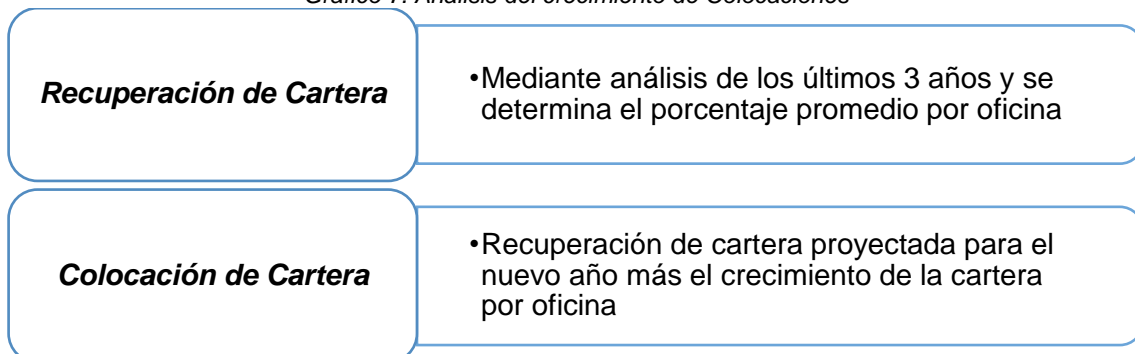 Gráfico 7: Análisis del crecimiento de Colocaciones
Recuperación de Cartera
•Mediante análisis de los últimos 3 años y se
determina el porcentaje promedio por oficina
Colocación de Cartera
•Recuperación de cartera proyectada para el
nuevo año más el crecimiento de la cartera
por oficina